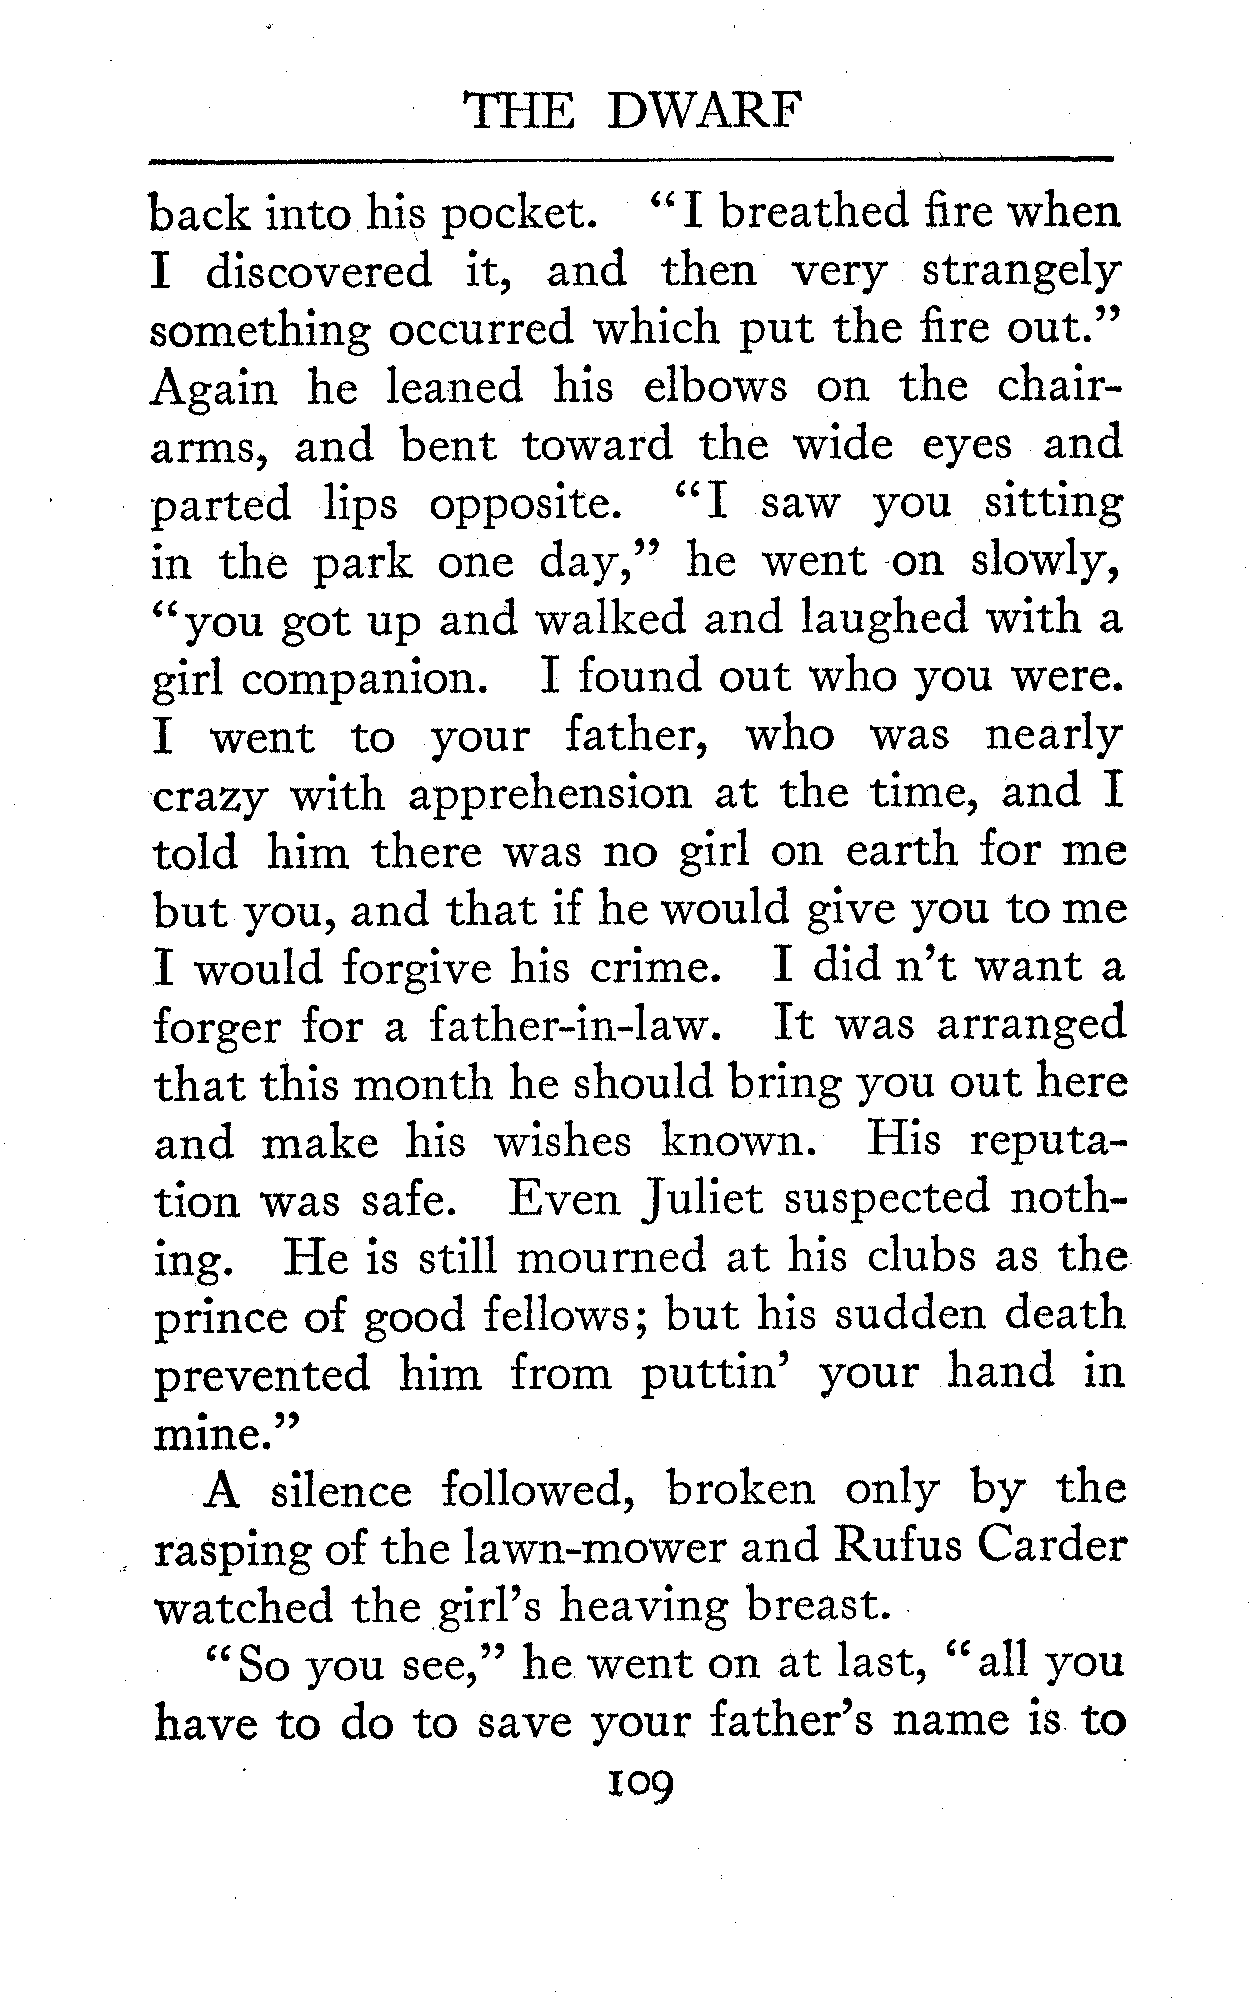 THE DWARF
back into his pocket. "I breathed fire when
I discovered it, and then very strangely
something occurred which put the fire out."
Again he leaned his elbows on the chair-
arms, and bent toward the wide eyes and
parted lips opposite. "I saw you sitting
in the park one day," he went on slowly,
"you got up and walked and laughed with a
girl companion. I found out who you were.
I went to your father, who was nearly
crazy with apprehension at the time, and I
told him there was no girl on earth for me
but you, and that if he would give you to me
I would forgive his crime. I did n't want a
forger for a father-in-law. It was arranged
that this month he should bring you out here
and make his wishes known. His reputa-
tion was safe. Even Juliet suspected noth-
ing. He is still mourned at his clubs as the
prince of good fellows; but his sudden death
prevented him from puttin' your hand in
mine."
A silence followed, broken only by the
rasping of the lawn-mower and Rufus Carder
watched the girl's heaving breast.
"So you see," he went on at last, "all you
have to do to save your father's name is to
109